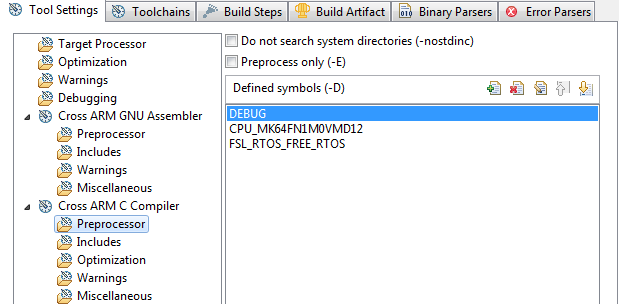 Tool Settings Toolchains Build Steps Build Artifact Binary Parsers Error Parsers
Target Processor
Optimization
Warnings
Debugging
Cross ARM GNU Assembler
Preprocessor
Includes
Warnings
Miscellaneous
Cross ARM C Compiler
Preprocessor
Includes
Optimization
Warnings
Miscellaneous
Do not search system directories (-nostdinc)
Preprocess only (-E)
Defined symbols (-D)
DEBUG
CPU_MK64FN1M0VMD12
FSL_RTOS_FREE_RTOS